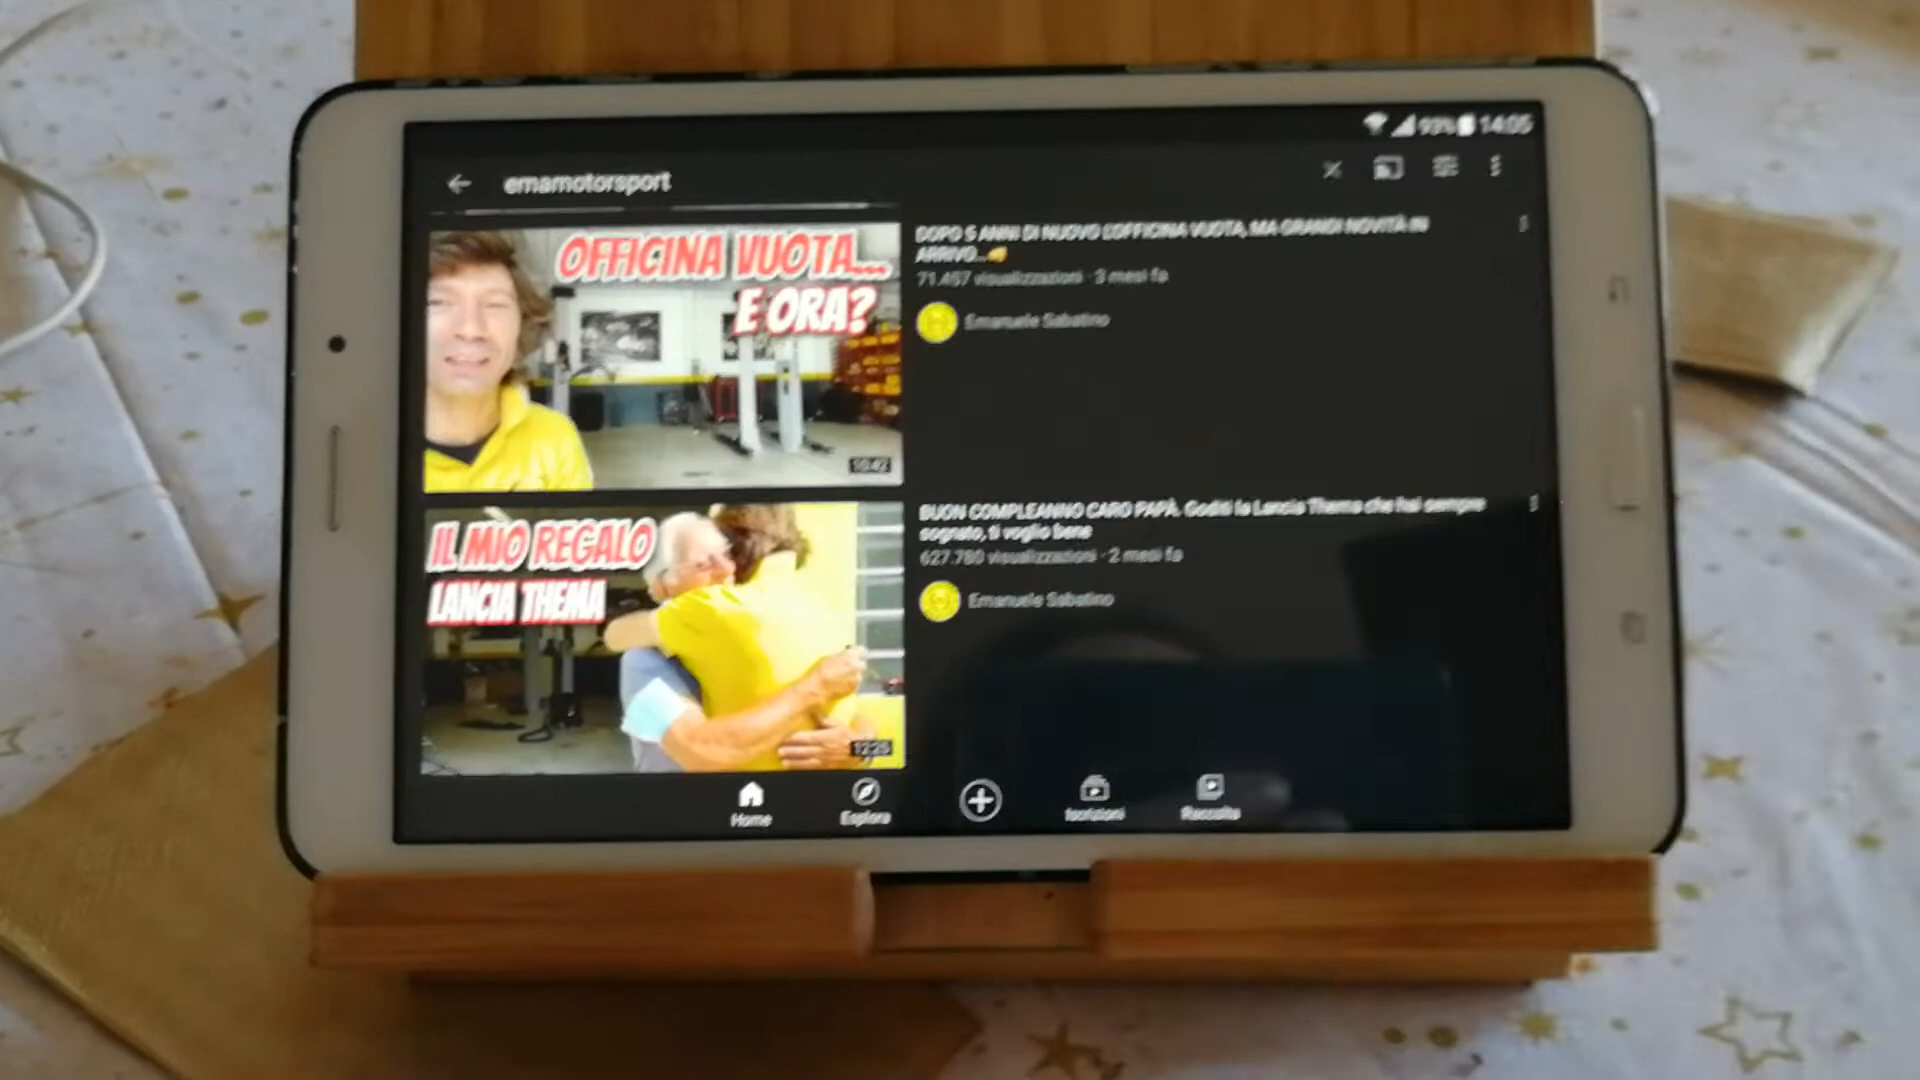 93% 14:05
emamotorsport
OFFICINA VUOTA...
E ORA?
10:42
DOPO 5 ANNI DI NUOVO L'OFFICINA VUOTA, MA GRANDI NOVITÀ IN
ARRIVO...
71.457 visualizzazioni · 3 mesi fa
Emanuele Sabatino
IL MIO REGALO
LANCIA THEMA
12:25
BUON COMPLEANNO CARO PAPÀ. Goditi la Lancia Thema che hai sempre
sognato, ti voglio bene
627.780 visualizzazioni · 2 mesi fa
Emanuele Sabatino
Home
Esplora
Iscrizioni
Raccolta